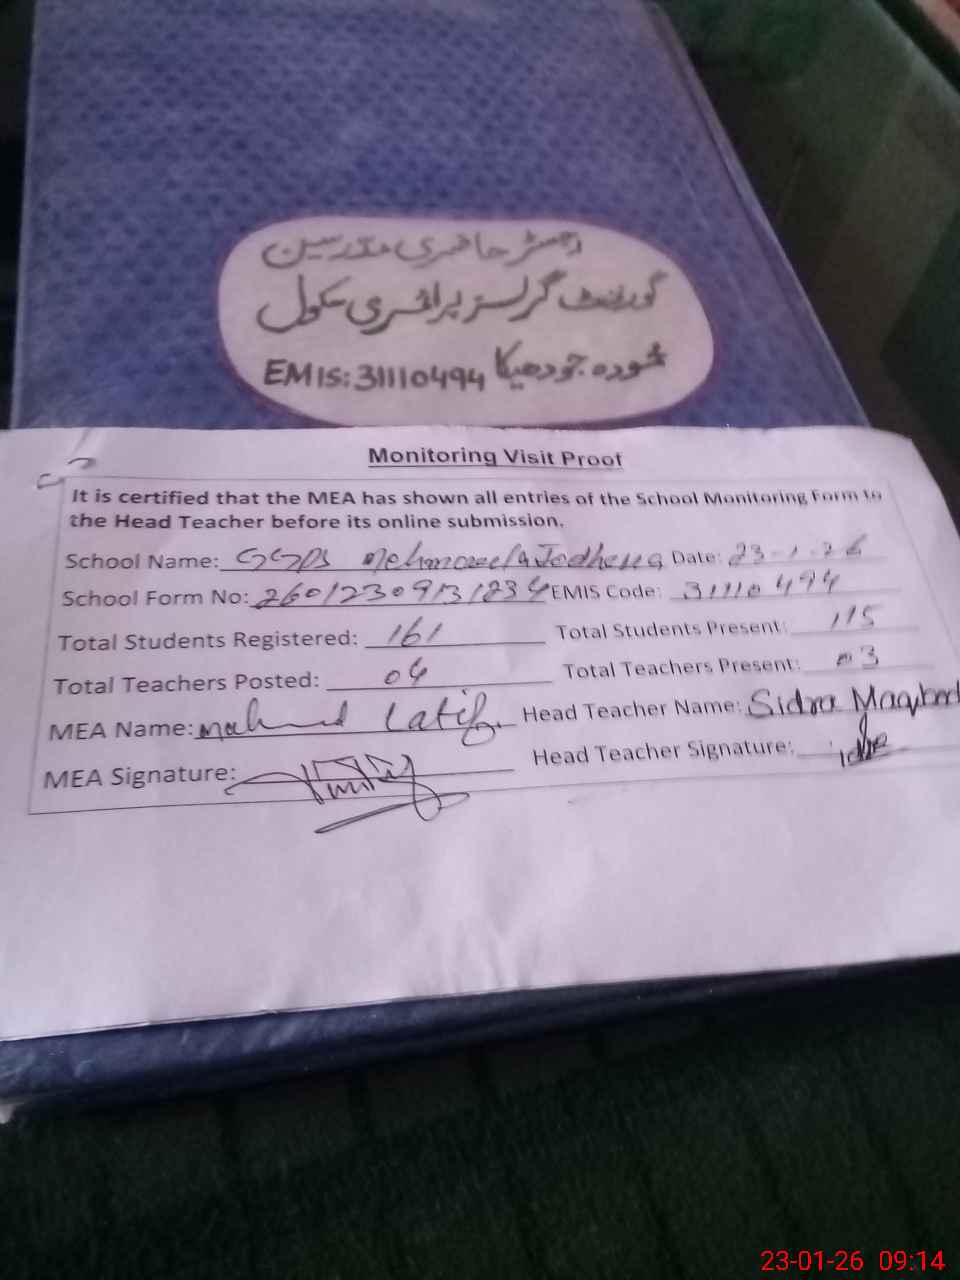 رجسٹر حاضری مدرسین
گورنمنٹ گرلز پرائمری سکول
جودھیکا EMIS: 31110494
Monitoring Visit Proof
It is certified that the MEA has shown all entries of the School Monitoring Form to
the Head Teacher before its online submission.
School Name: GGPS Date: 23-1-26
School Form No: EMIS Code: 31110494
Total Students Registered: 161 Total Students Present: 115
Total Teachers Posted: 04 Total Teachers Present: 03
MEA Name: Mahmood Latif Head Teacher Name: Sidra Maqbool
MEA Signature: Head Teacher Signature:
23-01-26 09:14